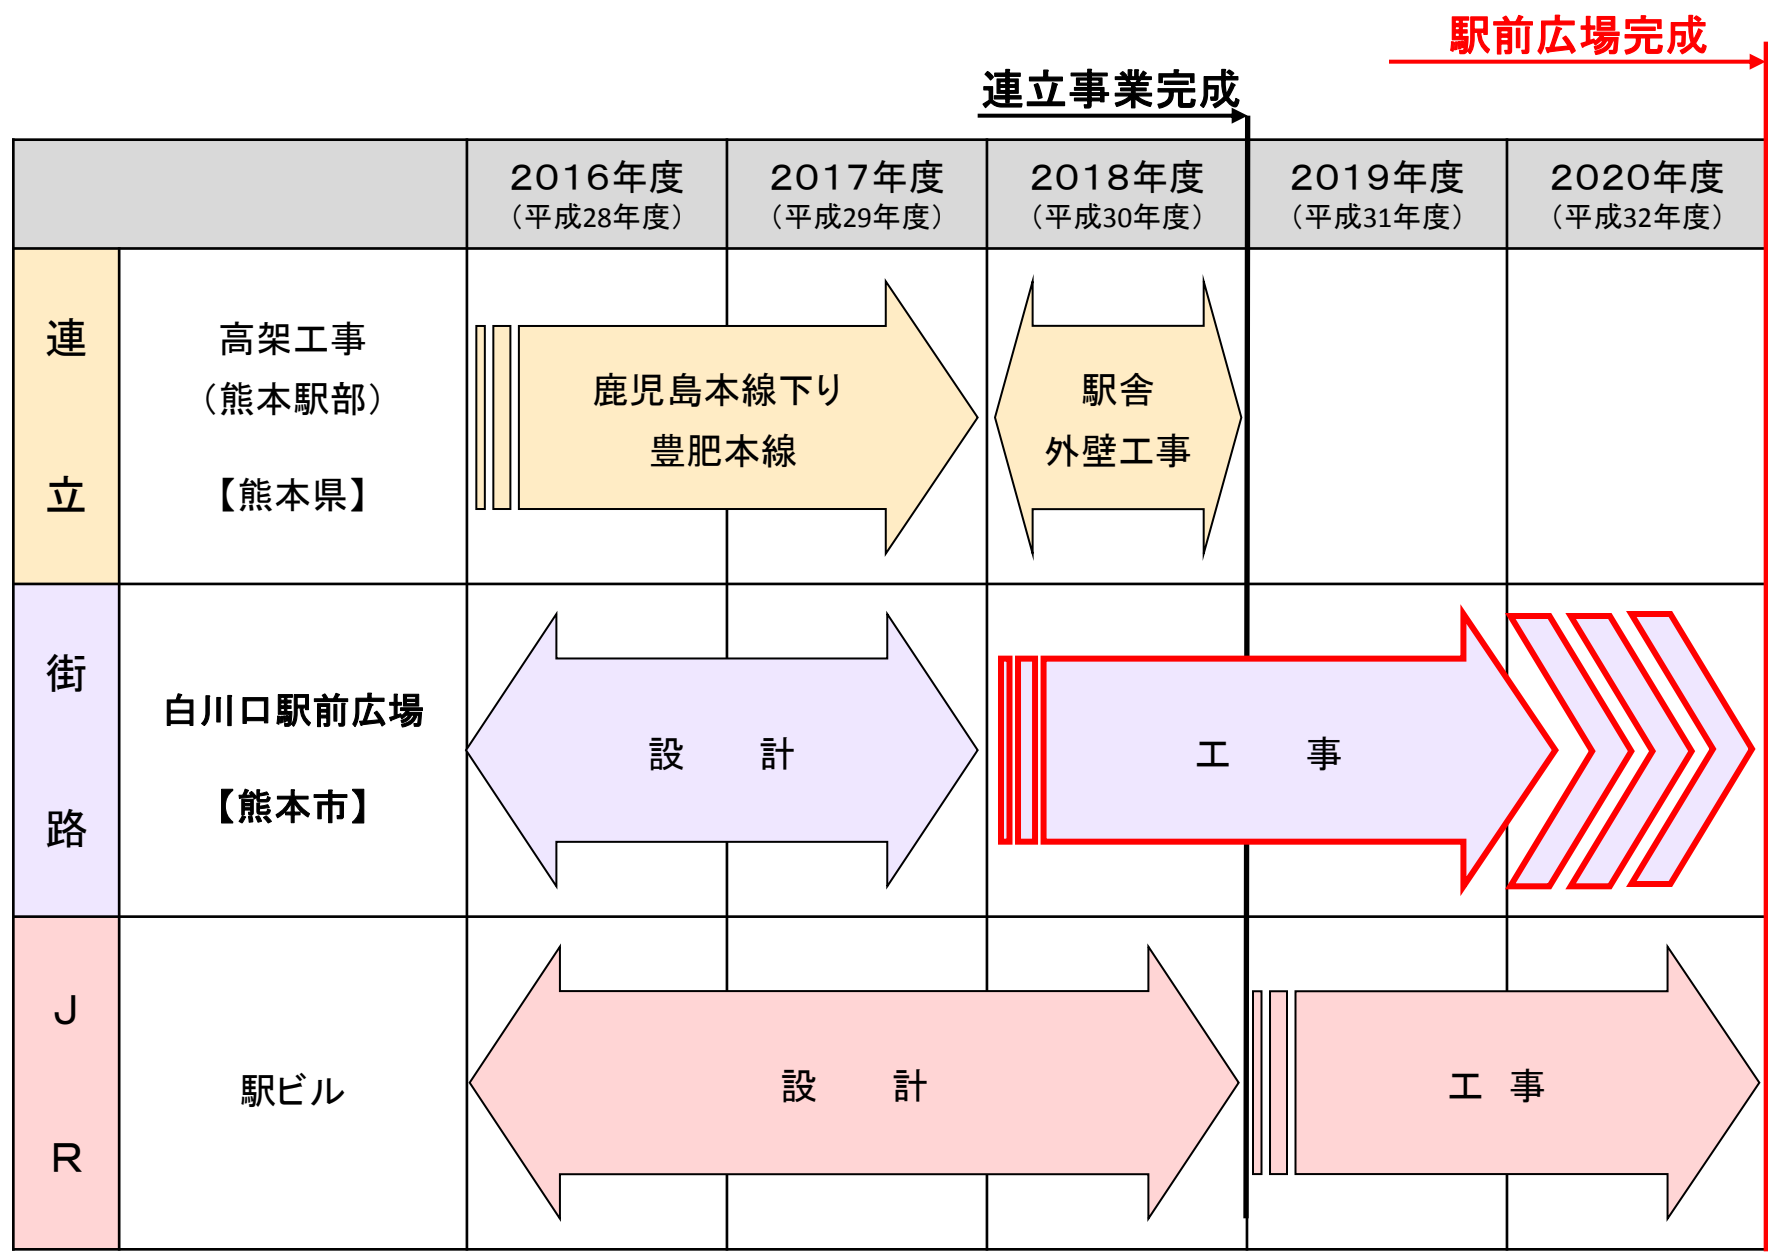 駅前広場完成
連立事業完成
2016年度
（平成28年度）
2017年度
（平成29年度）
2018年度
（平成30年度）
2019年度
（平成31年度）
2020年度
（平成32年度）
連立
高架工事
（熊本駅部）
【熊本県】
鹿児島本線下り
豊肥本線
駅舎
外壁工事
街路
白川口駅前広場
【熊本市】
設　計
工　事
ＪＲ
駅ビル
設　計
工 事